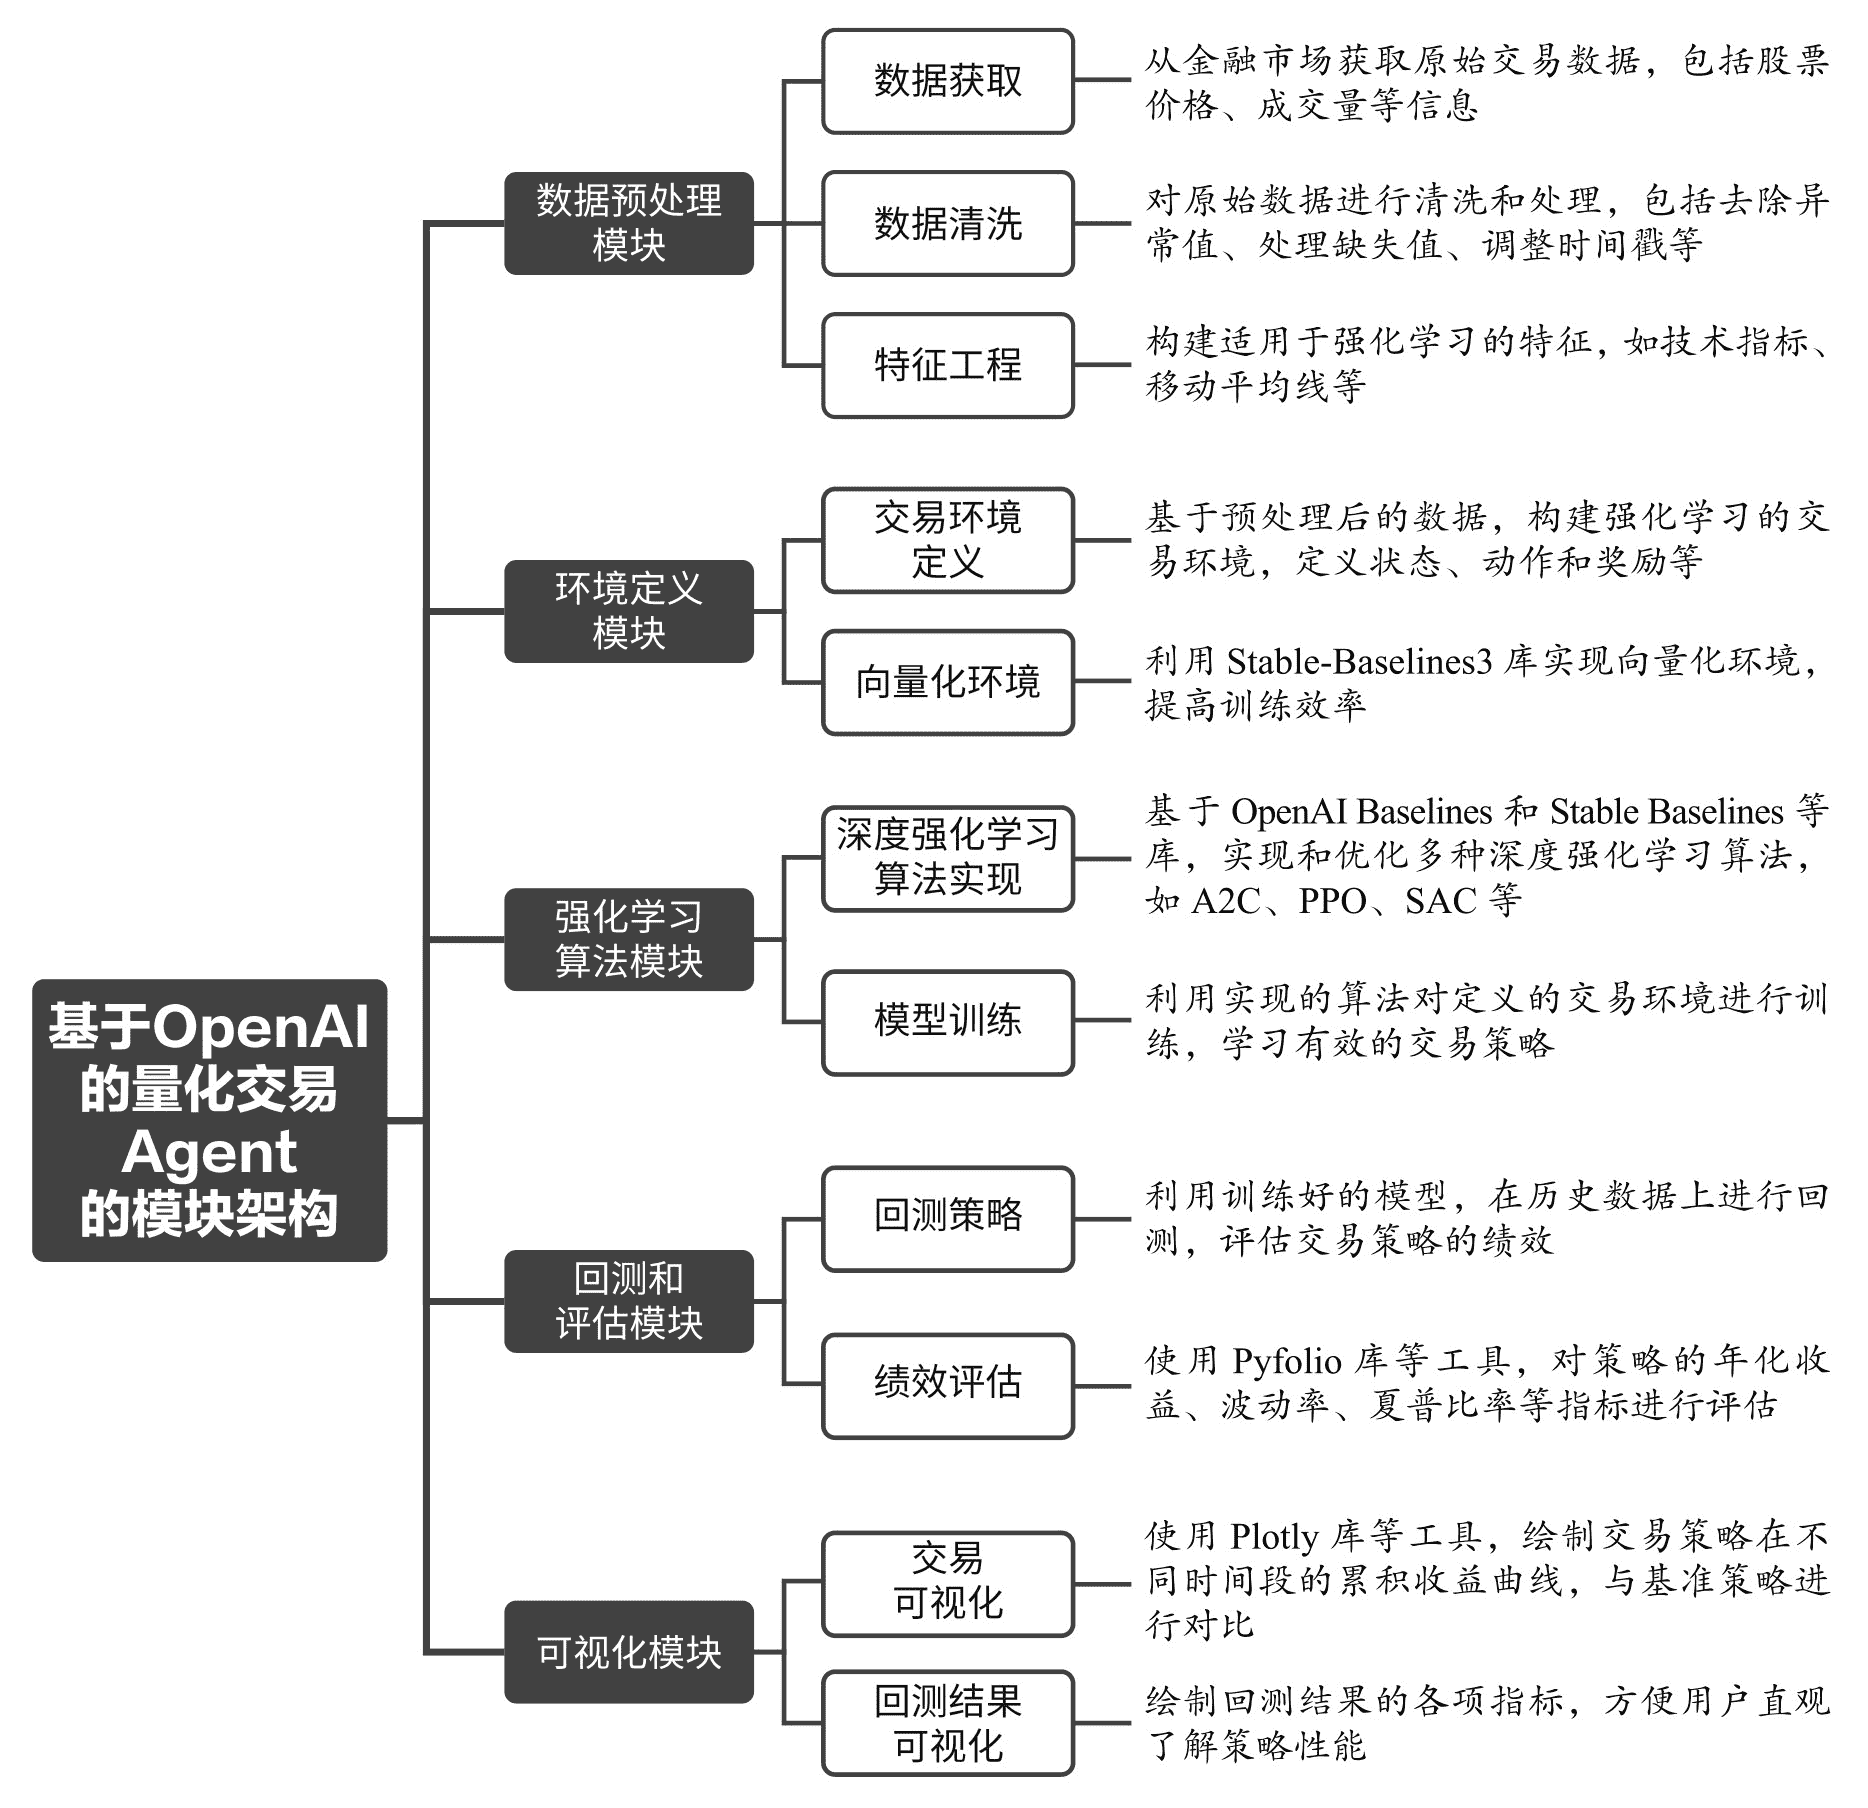 基于OpenAI
的量化交易
Agent
的模块架构
数据预处理
模块
数据获取
从金融市场获取原始交易数据，包括股票
价格、成交量等信息
数据清洗
对原始数据进行清洗和处理，包括去除异
常值、处理缺失值、调整时间戳等
特征工程
构建适用于强化学习的特征，如技术指标、
移动平均线等
环境定义
模块
交易环境
定义
基于预处理后的数据，构建强化学习的交
易环境，定义状态、动作和奖励等
向量化环境
利用 Stable-Baselines3 库实现向量化环境，
提高训练效率
强化学习
算法模块
深度强化学习
算法实现
基于 OpenAI Baselines 和 Stable Baselines 等
库，实现和优化多种深度强化学习算法，
如 A2C、PPO、SAC 等
模型训练
利用实现的算法对定义的交易环境进行训
练，学习有效的交易策略
回测和
评估模块
回测策略
利用训练好的模型，在历史数据上进行回
测，评估交易策略的绩效
绩效评估
使用 Pyfolio 库等工具，对策略的年化收
益、波动率、夏普比率等指标进行评估
可视化模块
交易
可视化
使用 Plotly 库等工具，绘制交易策略在不
同时间段的累积收益曲线，与基准策略进
行对比
回测结果
可视化
绘制回测结果的各项指标，方便用户直观
了解策略性能